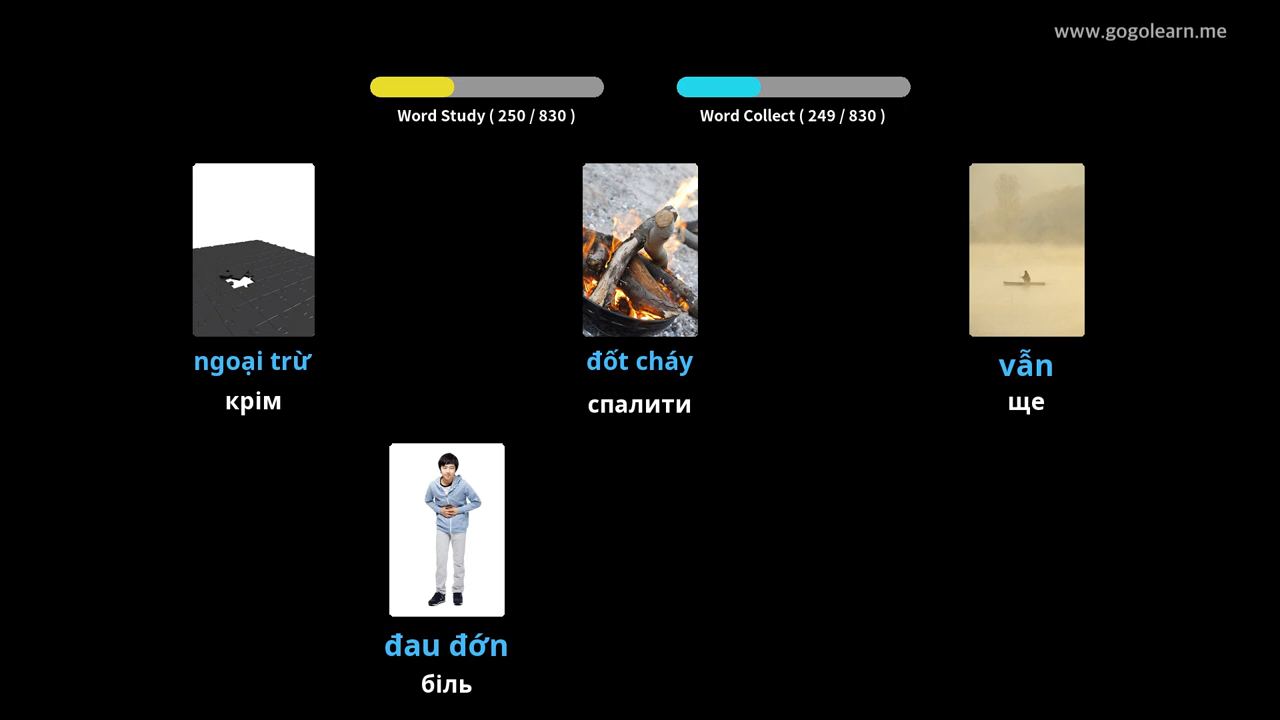 www.gogolearn.me
Word Study ( 250 / 830 )
Word Collect ( 249 / 830 )
ngoại trừ
крім
đốt cháy
спалити
vẫn
ще
đau đớn
біль